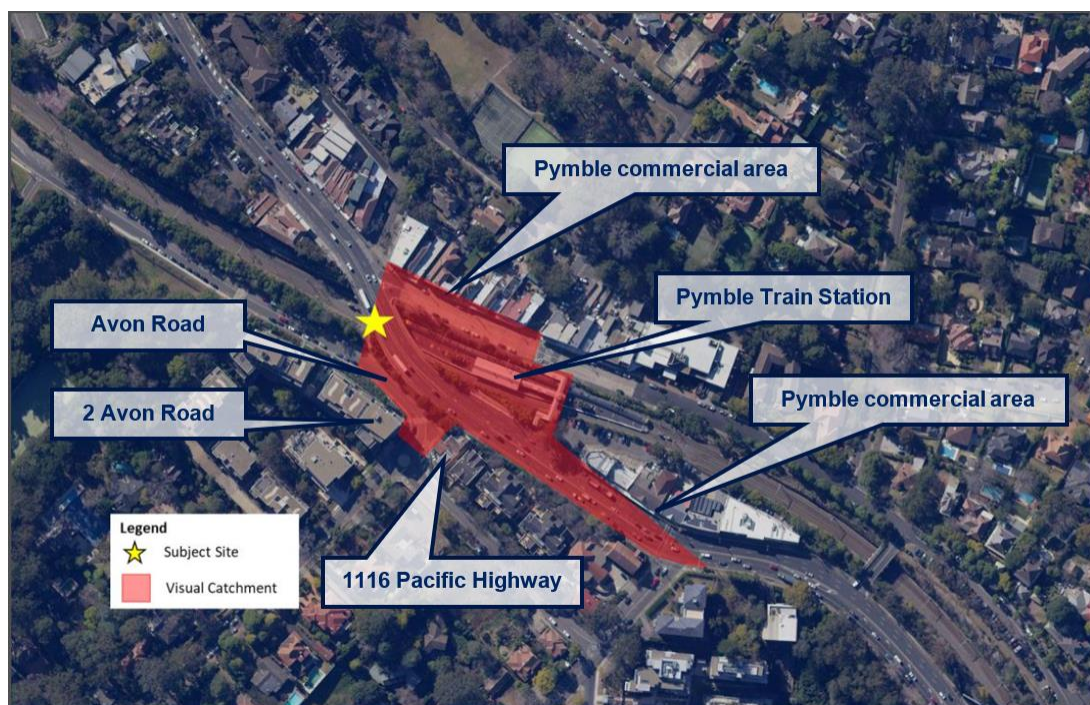 Pymble commercial area
Pymble Train Station
Avon Road
Pymble commercial area
2 Avon Road
1116 Pacific Highway
Legend
Subject Site
Visual Catchment